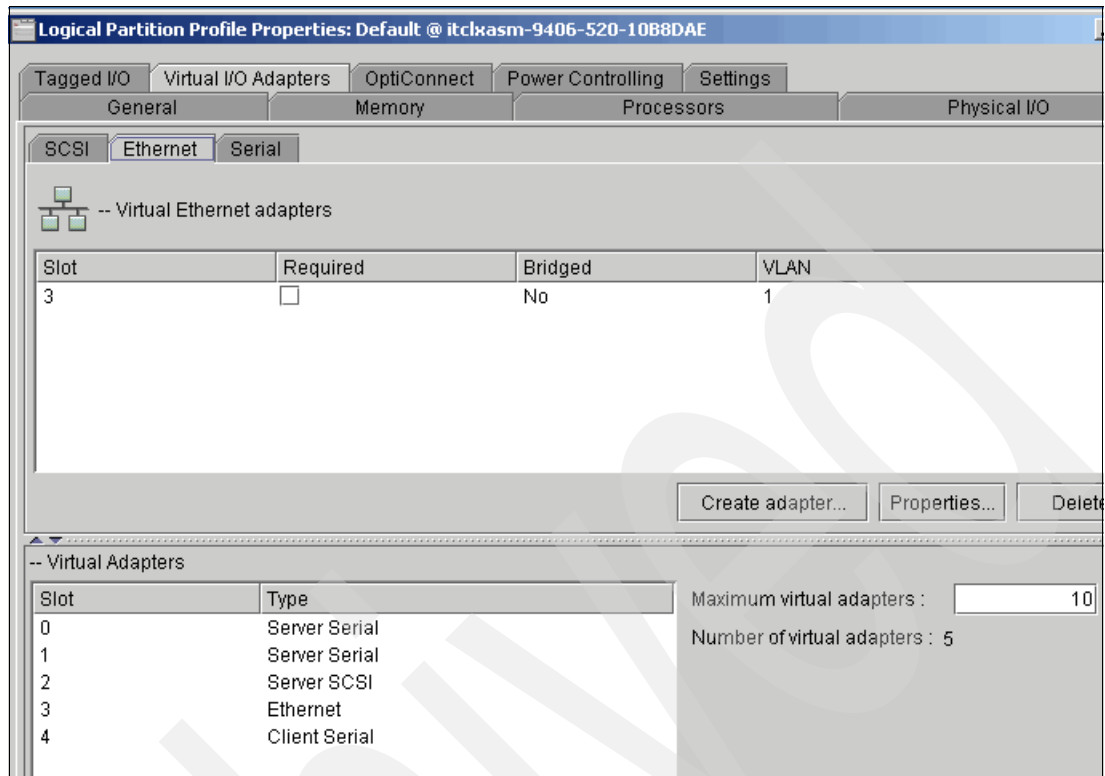 Logical Partition Profile Properties: Default @ itclxasm-9406-520-10B8DAE
Tagged I/O Virtual I/O Adapters OptiConnect Power Controlling Settings
General Memory Processors Physical I/O
SCSI Ethernet Serial
-- Virtual Ethernet adapters
Slot Required Bridged VLAN
3 No 1
Create adapter... Properties... Delete
-- Virtual Adapters
Slot Type
0 Server Serial
1 Server Serial
2 Server SCSI
3 Ethernet
4 Client Serial
Maximum virtual adapters : 10
Number of virtual adapters : 5